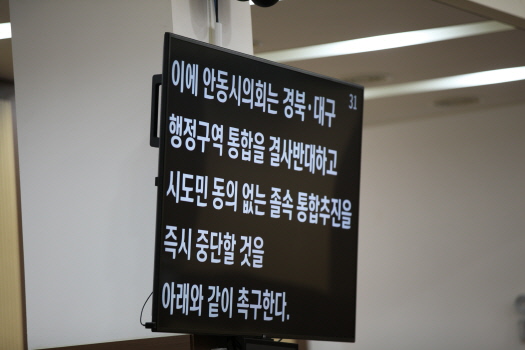 31
이에 안동시의회는 경북·대구
행정구역 통합을 결사반대하고
시도민 동의 없는 졸속 통합추진을
즉시 중단할 것을
아래와 같이 촉구한다.